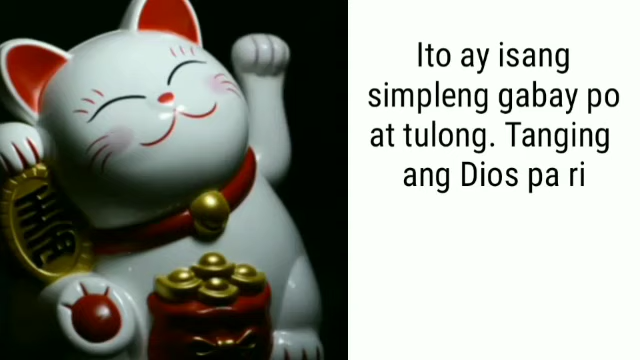 Ito ay isang
simpleng gabay po
at tulong. Tanging
ang Dios pa ri